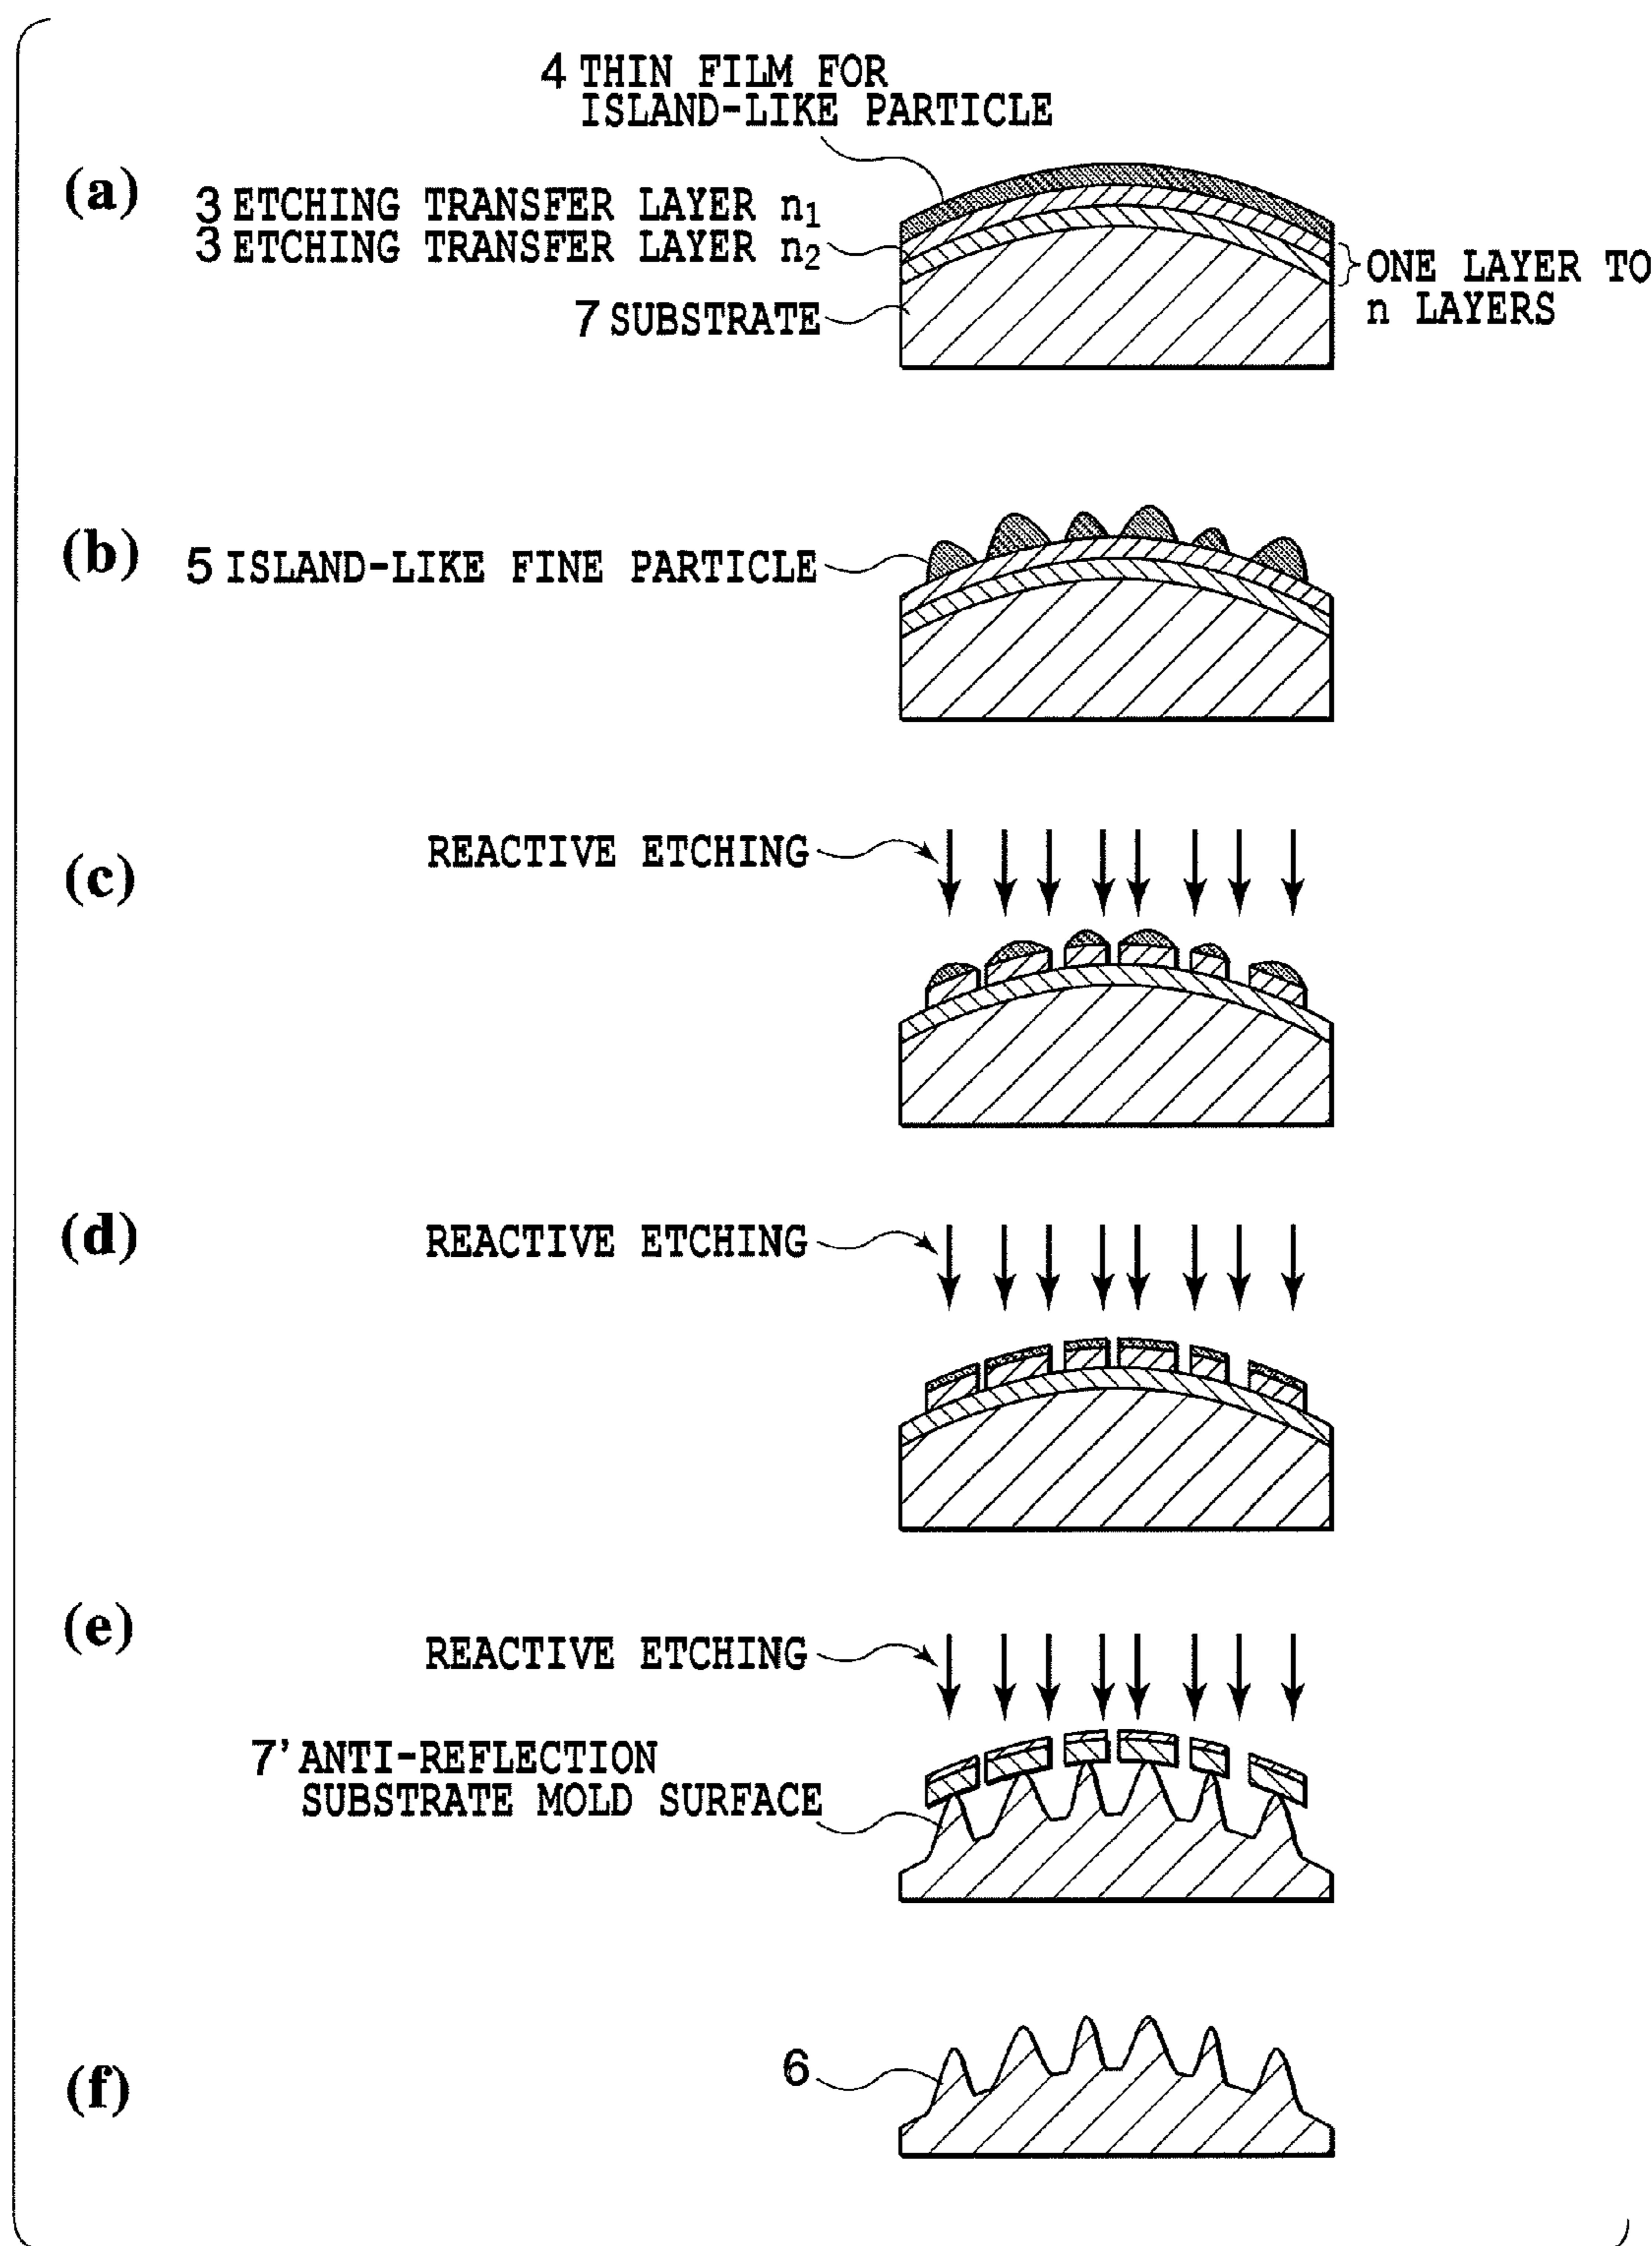 4 THIN FILM FOR
ISLAND-LIKE PARTICLE
(a)
3 ETCHING TRANSFER LAYER n₁
3 ETCHING TRANSFER LAYER n₂
ONE LAYER TO
n LAYERS
7 SUBSTRATE
(b)
5 ISLAND-LIKE FINE PARTICLE
(c)
REACTIVE ETCHING
(d)
REACTIVE ETCHING
(e)
REACTIVE ETCHING
7' ANTI-REFLECTION
SUBSTRATE MOLD SURFACE
(f)
6